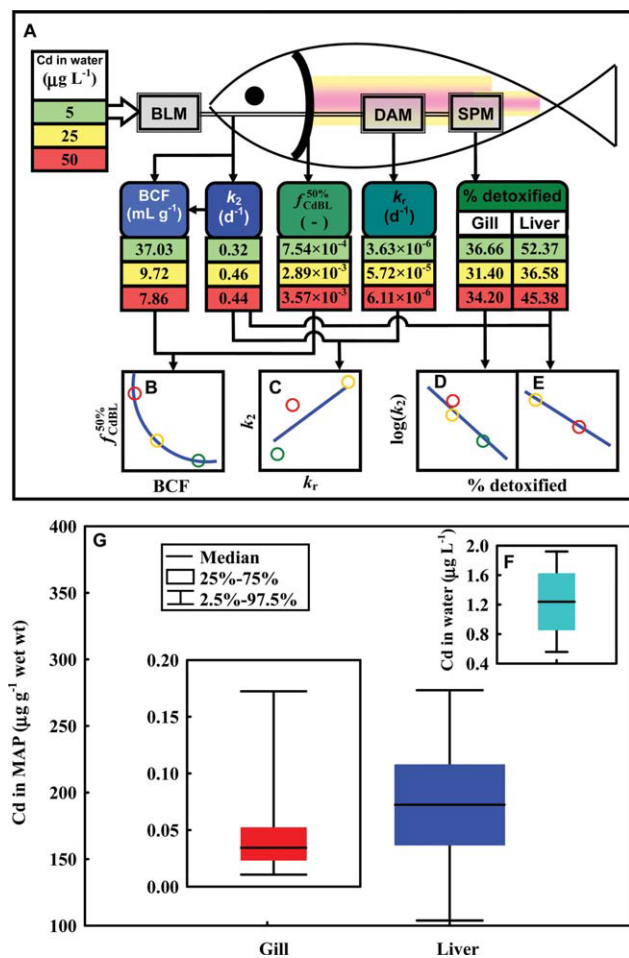 A
Cd in water
(μg L⁻¹)
5
25
50
BLM
DAM
SPM
BCF
(mL g⁻¹)
37.03
9.72
7.86
k₂
(d⁻¹)
0.32
0.46
0.44
f 50% CdBL
( - )
7.54×10⁻⁴
2.89×10⁻³
3.57×10⁻³
kᵣ
(d⁻¹)
3.63×10⁻⁶
5.72×10⁻⁵
6.11×10⁻⁶
% detoxified
Gill Liver
36.66 52.37
31.40 36.58
34.20 45.38
B
f 50% CdBL
BCF
C
k₂
kᵣ
D
E
log(k₂)
% detoxified
G
Cd in MAP (μg g⁻¹ wet wt)
400
350
300
250
200
150
100
Median
25%-75%
2.5%-97.5%
0.20
0.15
0.10
0.05
0.00
F
Cd in water (μg L⁻¹)
2.0
1.6
1.2
0.8
0.4
Gill Liver